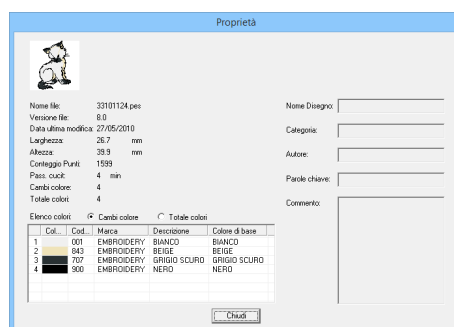 Proprietà
Nome file: 33101124.pes
Versione file: 8.0
Data ultima modifica: 27/05/2010
Larghezza: 26.7 mm
Altezza: 39.9 mm
Conteggio Punti: 1599
Pass. cucit: 4 min
Cambi colore: 4
Totale colori: 4
Elenco colori: Cambi colore Totale colori
Col... Cod... Marca Descrizione Colore di base
1 001 EMBROIDERY BIANCO BIANCO
2 843 EMBROIDERY BEIGE BEIGE
3 707 EMBROIDERY GRIGIO SCURO GRIGIO SCURO
4 900 EMBROIDERY NERO NERO
Nome Disegno:
Categoria:
Autore:
Parole chiave:
Commento:
Chiudi